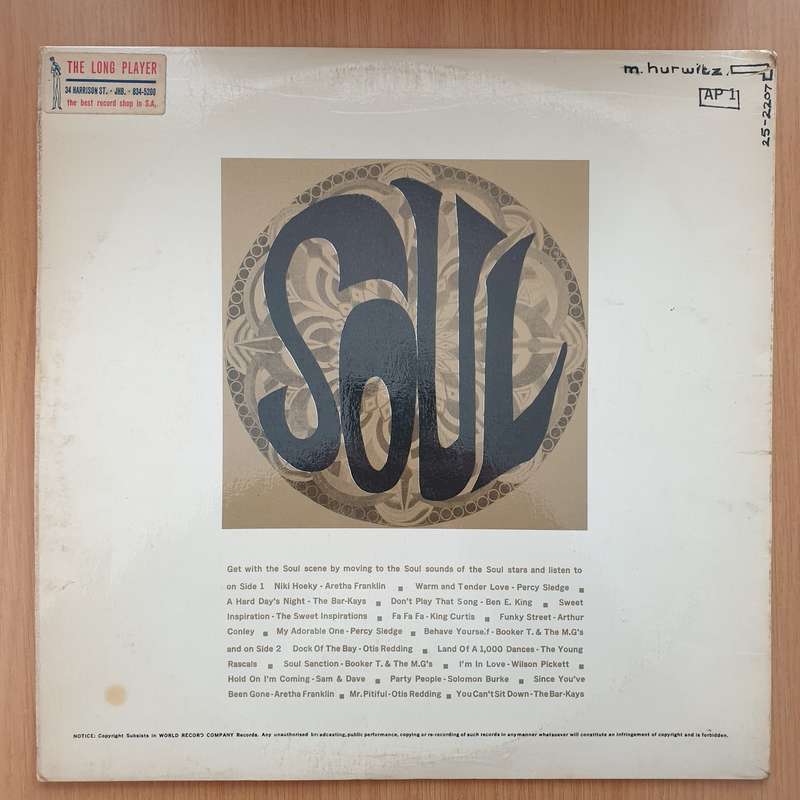 THE LONG PLAYER
34 HARRISON ST. - JHB. - 834-5200
the best record shop in S.A.
m. hurwitz.
AP 1
25-2207
SOUL
Get with the Soul scene by moving to the Soul sounds of the Soul stars and listen to
on Side 1 Niki Hoeky - Aretha Franklin ■ Warm and Tender Love - Percy Sledge ■
A Hard Day's Night - The Bar-Kays ■ Don't Play That Song - Ben E. King ■ Sweet
Inspiration - The Sweet Inspirations ■ Fa Fa Fa - King Curtis ■ Funky Street - Arthur
Conley ■ My Adorable One - Percy Sledge ■ Behave Yourself - Booker T. & The M.G's
and on Side 2 Dock Of The Bay - Otis Redding ■ Land Of A 1,000 Dances - The Young
Rascals ■ Soul Sanction - Booker T. & The M.G's ■ I'm In Love - Wilson Pickett ■
Hold On I'm Coming - Sam & Dave ■ Party People - Solomon Burke ■ Since You've
Been Gone - Aretha Franklin ■ Mr. Pitiful - Otis Redding ■ You Can't Sit Down - The Bar-Kays
NOTICE: Copyright Subsists in WORLD RECORD COMPANY Records. Any unauthorised broadcasting, public performance, copying or re-recording of such records in any manner whatsoever will constitute an infringement of copyright and is forbidden.